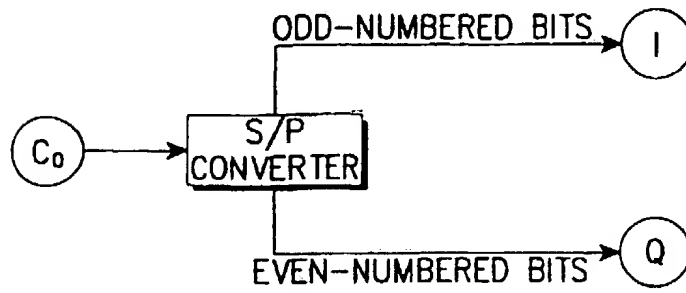 ODD-NUMBERED BITS
I
C0
S/P
CONVERTER
Q
EVEN-NUMBERED BITS